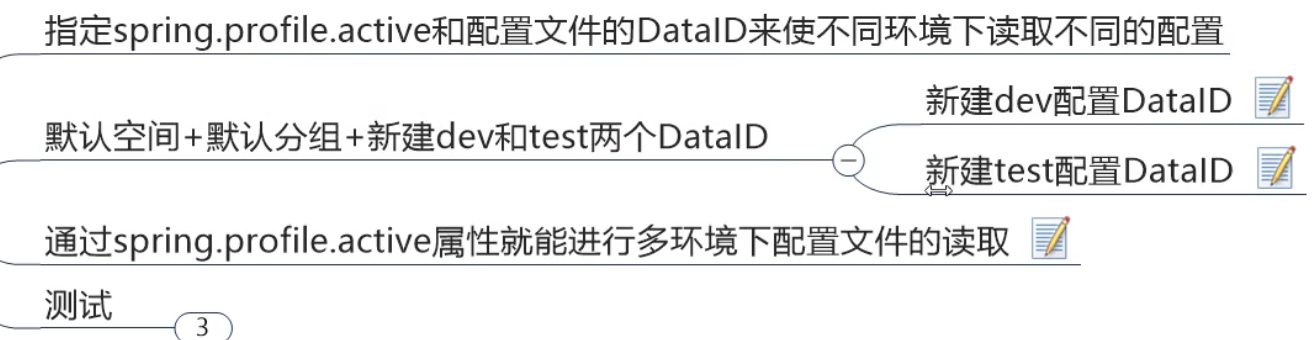 指定spring.profile.active和配置文件的DataID来使不同环境下读取不同的配置
默认空间+默认分组+新建dev和test两个DataID
新建dev配置DataID
新建test配置DataID
通过spring.profile.active属性就能进行多环境下配置文件的读取
测试
3